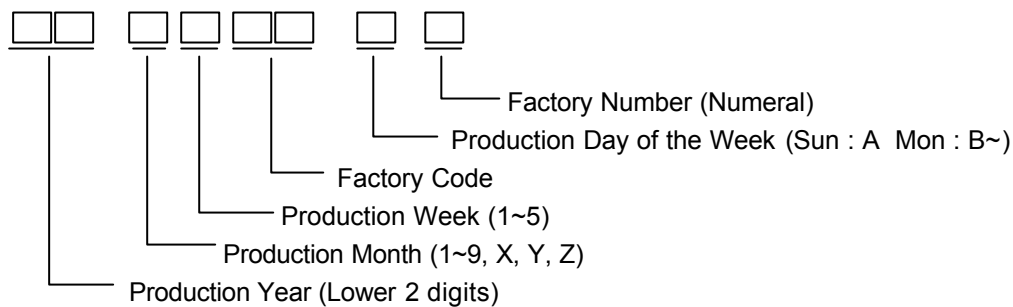 Factory Number (Numeral)
Production Day of the Week (Sun : A  Mon : B~)
Factory Code
Production Week (1~5)
Production Month (1~9, X, Y, Z)
Production Year (Lower 2 digits)